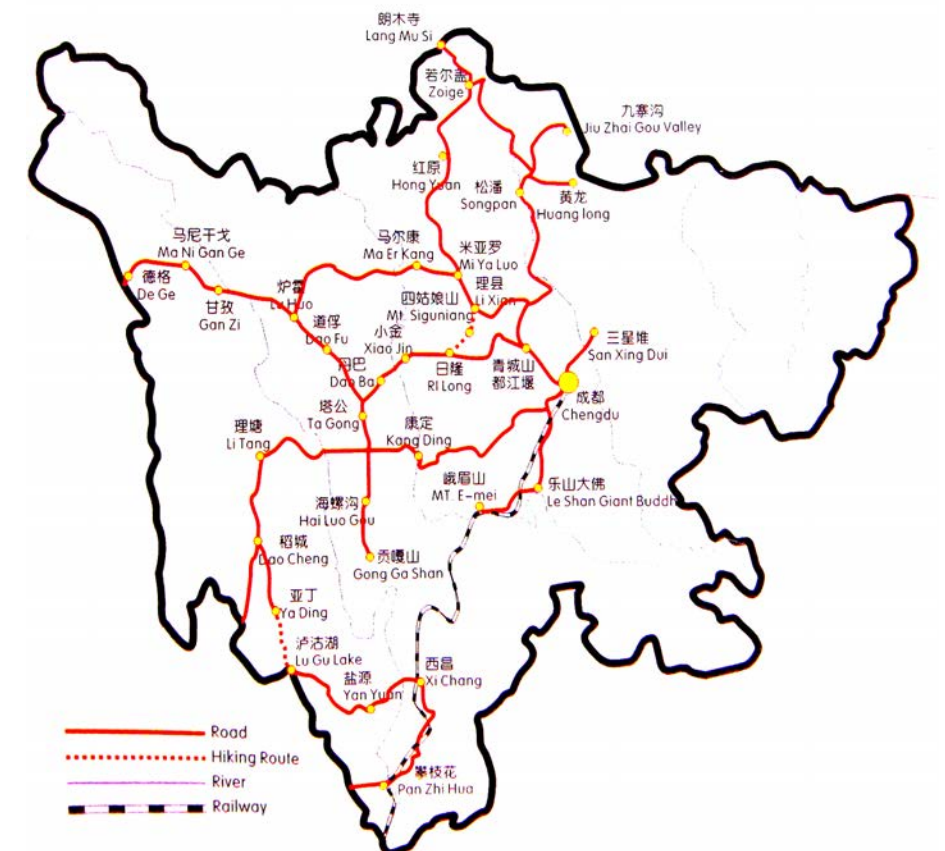 朗木寺
Lang Mu Si
若尔盖
Zoige
九寨沟
Jiu Zhai Gou Valley
红原
Hong Yuan
松潘
Songpan
黄龙
Huang long
马尼干戈
Ma Ni Gan Ge
马尔康
Ma Er Kang
米亚罗
Mi Ya Luo
德格
De Ge
甘孜
Gan Zi
炉霍
Lu Huo
理县
Li Xian
四姑娘山
Mt. Siguniang
道孚
Dao Fu
小金
Xiao Jin
三星堆
San Xing Dui
丹巴
Dan Ba
日隆
RI Long
青城山
都江堰
成都
Chengdu
塔公
Ta Gong
康定
Kang Ding
理塘
Li Tang
峨眉山
MT. E-mei
乐山大佛
Le Shan Giant Buddh
海螺沟
Hai Luo Gou
稻城
Dao Cheng
贡嘎山
Gong Ga Shan
亚丁
Ya Ding
泸沽湖
Lu Gu Lake
盐源
Yan Yuan
西昌
Xi Chang
攀枝花
Pan Zhi Hua
Road
Hiking Route
River
Railway